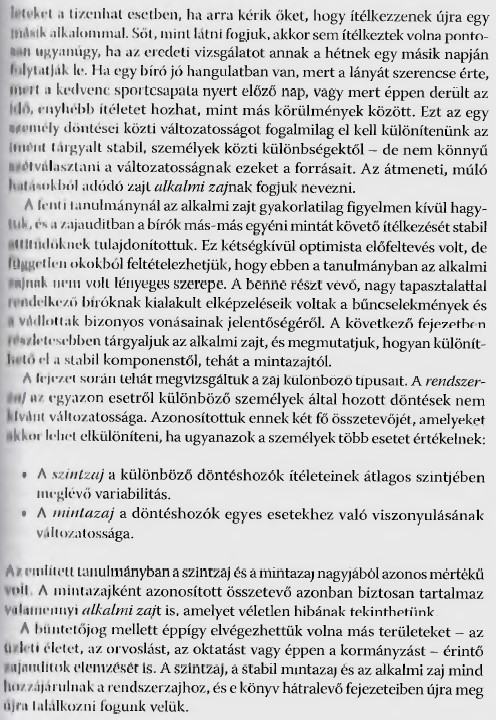 leteket a tizenhat esetben, ha arra kérik őket, hogy ítélkezzenek újra egy
másik alkalommal. Sőt, mint látni fogjuk, akkor sem ítélkeztek volna ponto-
san ugyanúgy, ha az eredeti vizsgálatot annak a hétnek egy másik napján
folytatják le. Ha egy bíró jó hangulatban van, mert a lányát szerencse érte,
mert a kedvenc sportcsapata nyert előző nap, vagy mert éppen derült az
idő, enyhébb ítéletet hozhat, mint más körülmények között. Ezt az egy
személy döntései közti változatosságot fogalmilag el kell különítenünk az
imént tárgyalt stabil, személyek közti különbségektől – de nem könnyű
szétválasztani a változatosságnak ezeket a forrásait. Az átmeneti, múló
hatásokból adódó zajt alkalmi zajnak fogjuk nevezni.
A fenti tanulmánynál az alkalmi zajt gyakorlatilag figyelmen kívül hagy-
tuk, és a zajauditban a bírók más-más egyéni mintát követő ítélkezését stabil
attitűdöknek tulajdonítottuk. Ez kétségkívül optimista előfeltevés volt, de
független okokból feltételezhetjük, hogy ebben a tanulmányban az alkalmi
zajnak nem volt lényeges szerepe. A benne részt vevő, nagy tapasztalattal
rendelkező bíróknak kialakult elképzeléseik voltak a bűncselekmények és
a vádlottak bizonyos vonásainak jelentőségéről. A következő fejezetben
részletesebben tárgyaljuk az alkalmi zajt, és megmutatjuk, hogyan különít-
hető el a stabil komponenstől, tehát a mintazajtól.
A fejezet során tehát megvizsgáltuk a zaj különböző típusait. A rendszer-
zaj az egyazon esetről különböző személyek által hozott döntések nem
kívánt változatossága. Azonosítottuk ennek két fő összetevőjét, amelyeket
akkor lehet elkülöníteni, ha ugyanazok a személyek több esetet értékelnek:
• A szintzaj a különböző döntéshozók ítéleteinek átlagos szintjében
meglévő variabilitás.
• A mintazaj a döntéshozók egyes esetekhez való viszonyulásának
változatossága.
Az említett tanulmányban a szintzaj és a mintazaj nagyjából azonos mértékű
volt. A mintazajként azonosított összetevő azonban biztosan tartalmaz
valamennyi alkalmi zajt is, amelyet véletlen hibának tekinthetünk.
A büntetőjog mellett éppígy elvégezhettük volna más területeket – az
üzleti életet, az orvoslást, az oktatást vagy éppen a kormányzást – érintő
zajauditok elemzését is. A szintzaj, a stabil mintazaj és az alkalmi zaj mind
hozzájárulnak a rendszerzajhoz, és e könyv hátralevő fejezeteiben újra meg
újra találkozni fogunk velük.